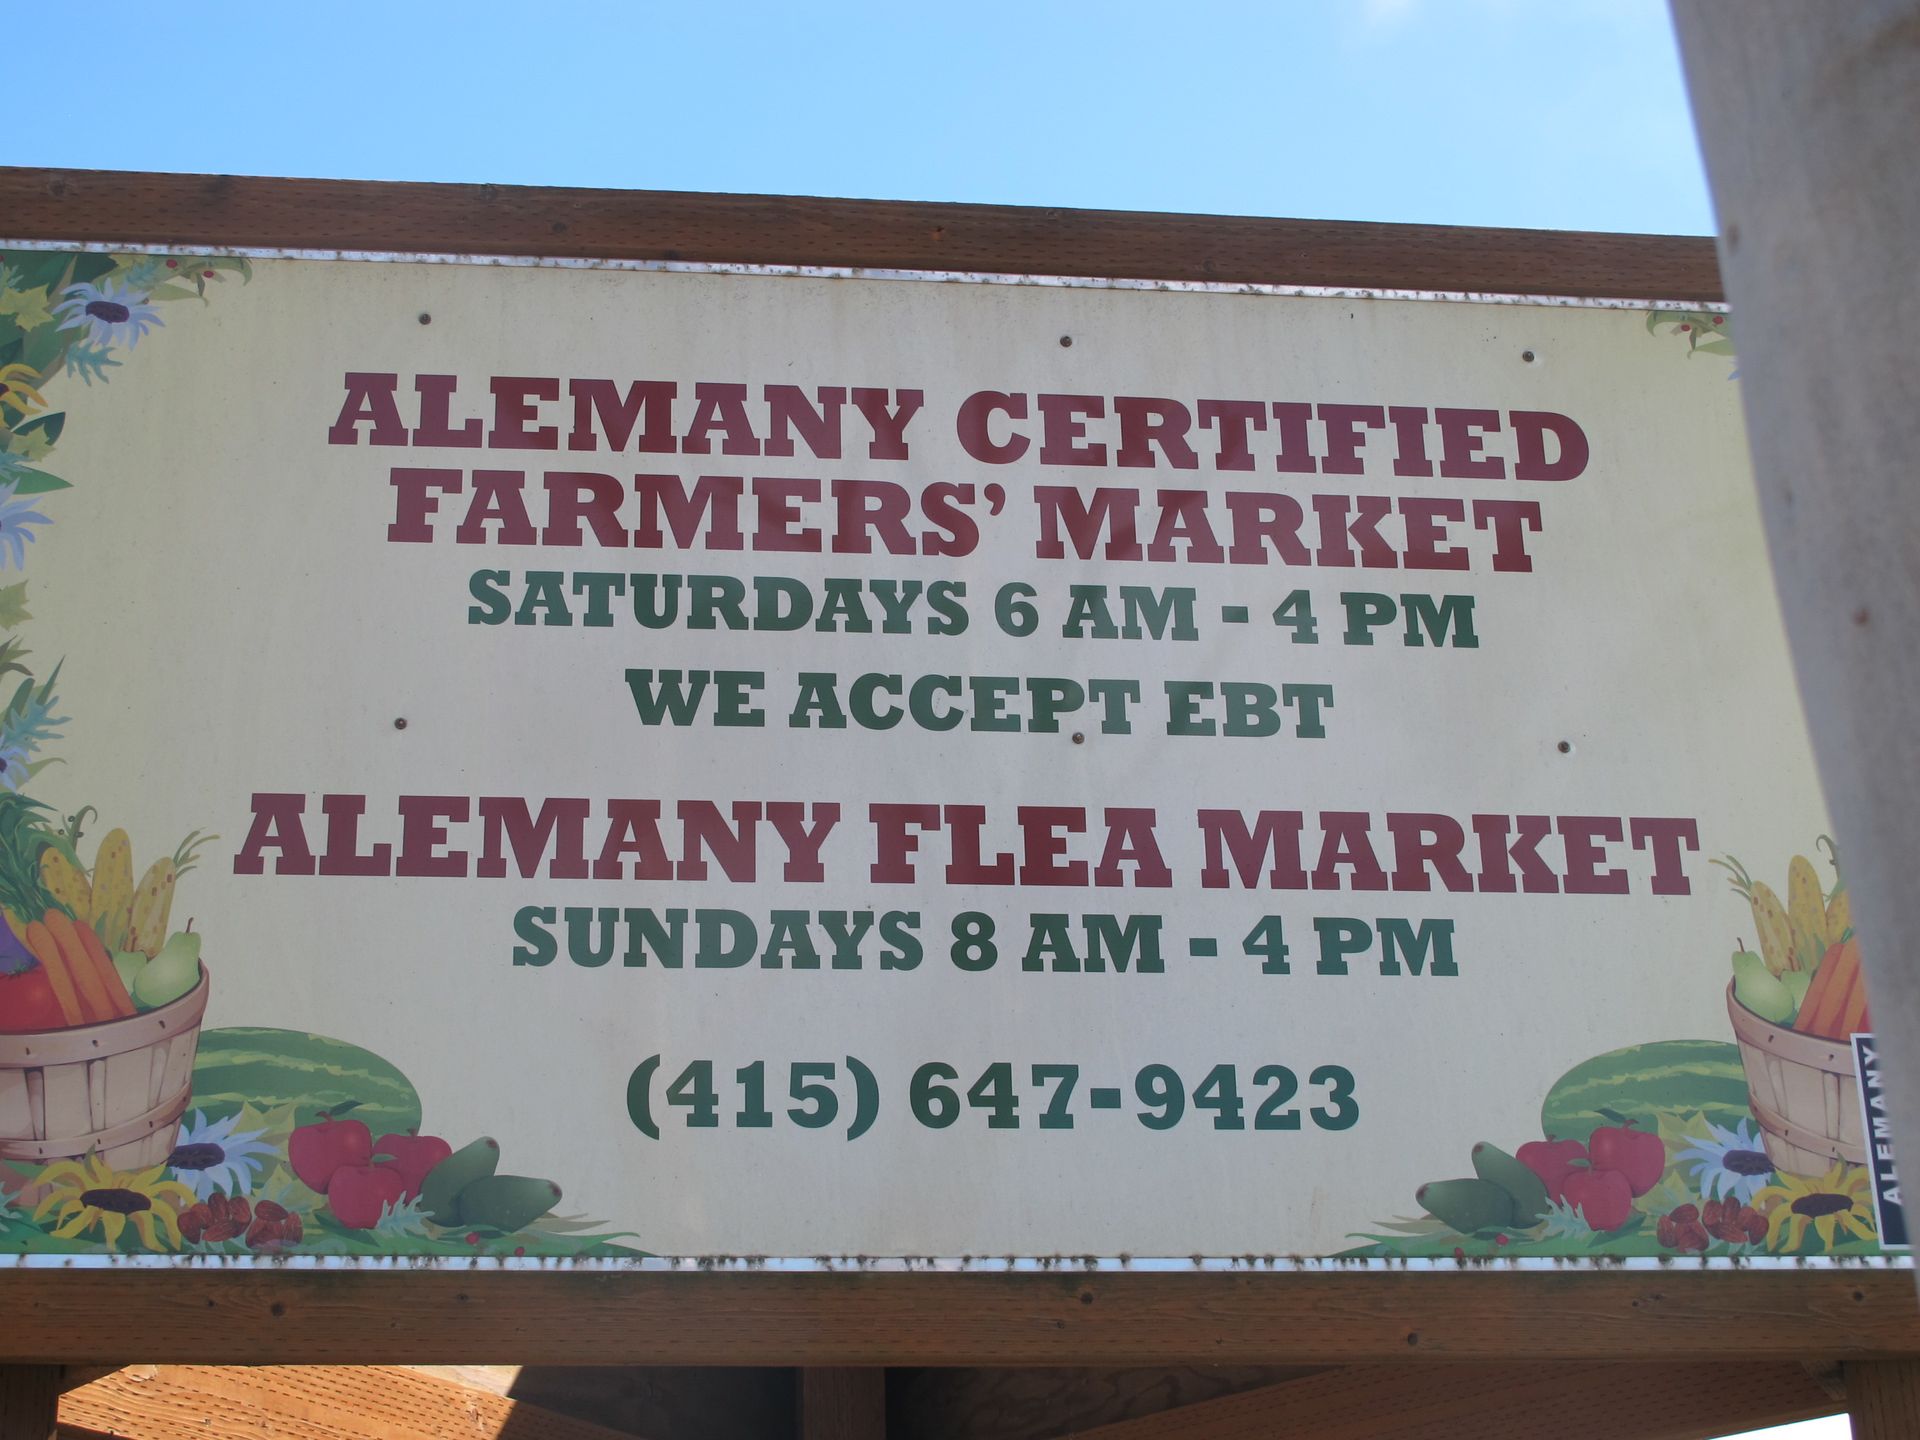 ALEMANY CERTIFIED
FARMERS’ MARKET
SATURDAYS 6 AM - 4 PM
WE ACCEPT EBT
ALEMANY FLEA MARKET
SUNDAYS 8 AM - 4 PM
(415) 647-9423
ALEMANY